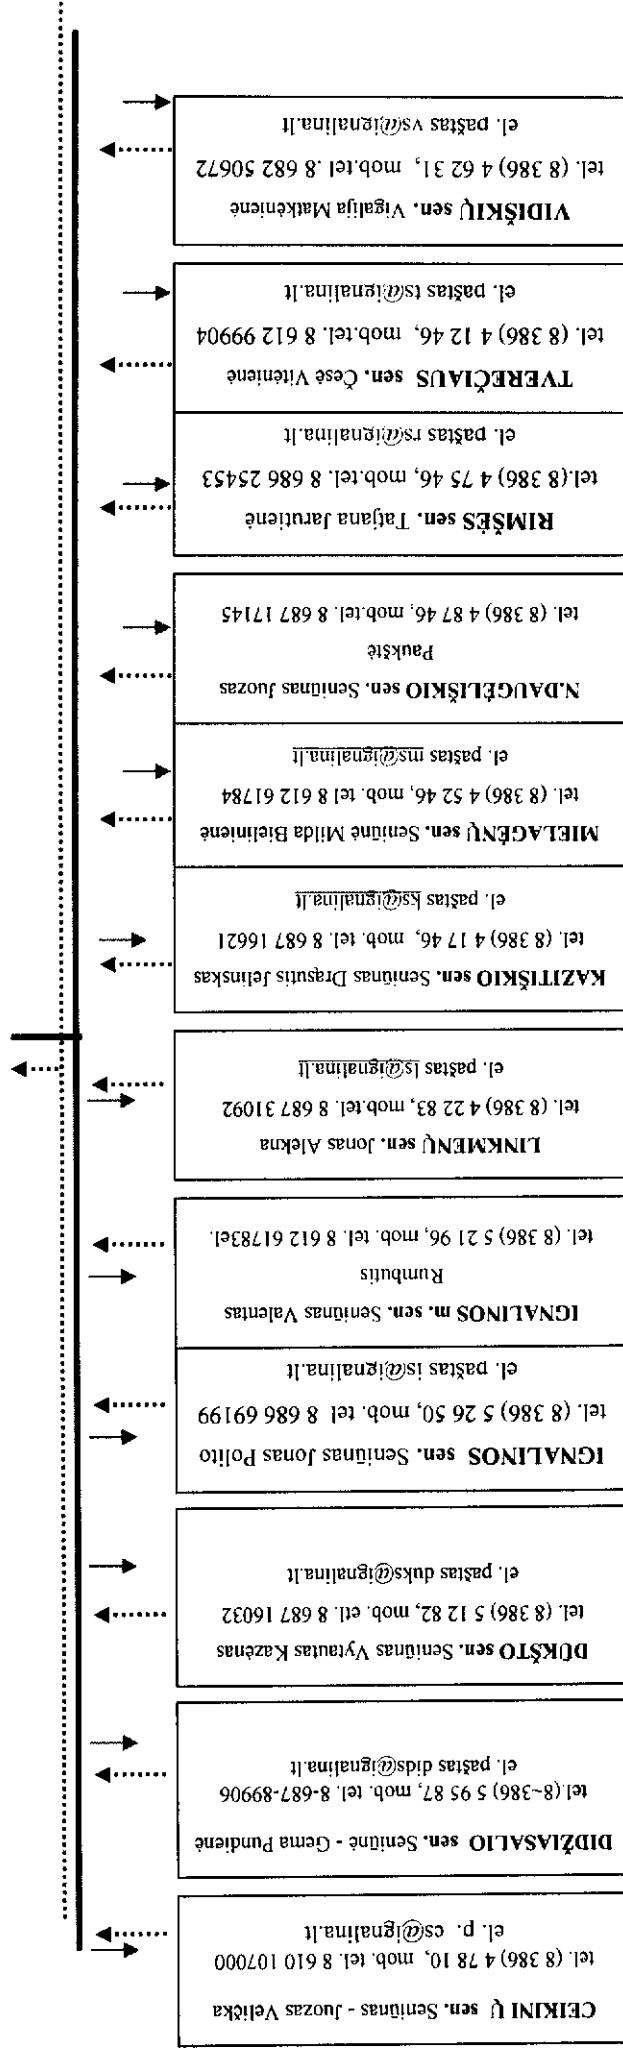 CEIKINI Ų sen. Seniūnas - Juozas Velička
tel. (8 386) 4 78 10, mob. tel. 8 610 107000
el. p. cs@ignalina.lt
DIDŽIASALIO sen. Seniūnė - Gema Pundienė
tel.(8~386) 5 95 87, mob. tel. 8-687-89906
el. paštas dids@ignalina.lt
DŪKŠTO sen. Seniūnas Vytautas Kazėnas
tel. (8 386) 5 12 82, mob. etl. 8 687 16032
el. paštas duks@ignalina.lt
IGNALINOS sen. Seniūnas Jonas Polito
tel. (8 386) 5 26 50, mob. tel 8 686 69199
el. paštas is@ignalina.lt
IGNALINOS m. sen. Seniūnas Valentas
Rumbutis
tel. (8 386) 5 21 96, mob. tel. 8 612 61783el.
LINKMENŲ sen. Jonas Alekna
tel. (8 386) 4 22 83, mob.tel. 8 687 31092
el. paštas ls@ignalina.lt
KAZITIŠKIO sen. Seniūnas Drąsutis Jelinskas
tel. (8 386) 4 17 46, mob. tel. 8 687 16621
el. paštas ks@ignalina.lt
MIELAGĖNŲ sen. Seniūnė Milda Bielinienė
tel. (8 386) 4 52 46, mob. tel 8 612 61784
el. paštas ms@ignalina.lt
N.DAUGĖLIŠKIO sen. Seniūnas Juozas
Paukštė
tel. (8 386) 4 87 46, mob.tel. 8 687 17145
RIMŠĖS sen. Tatjana Jarutienė
tel.(8 386) 4 75 46, mob.tel. 8 686 25453
el. paštas rs@ignalina.lt
TVEREČIAUS sen. Česė Vitėnienė
tel. (8 386) 4 12 46, mob.tel. 8 612 99904
el. paštas ts@ignalina.lt
VIDIŠKIŲ sen. Vigalija Matkėnienė
tel. (8 386) 4 62 31, mob.tel .8 682 50672
el. paštas vs@ignalina.lt